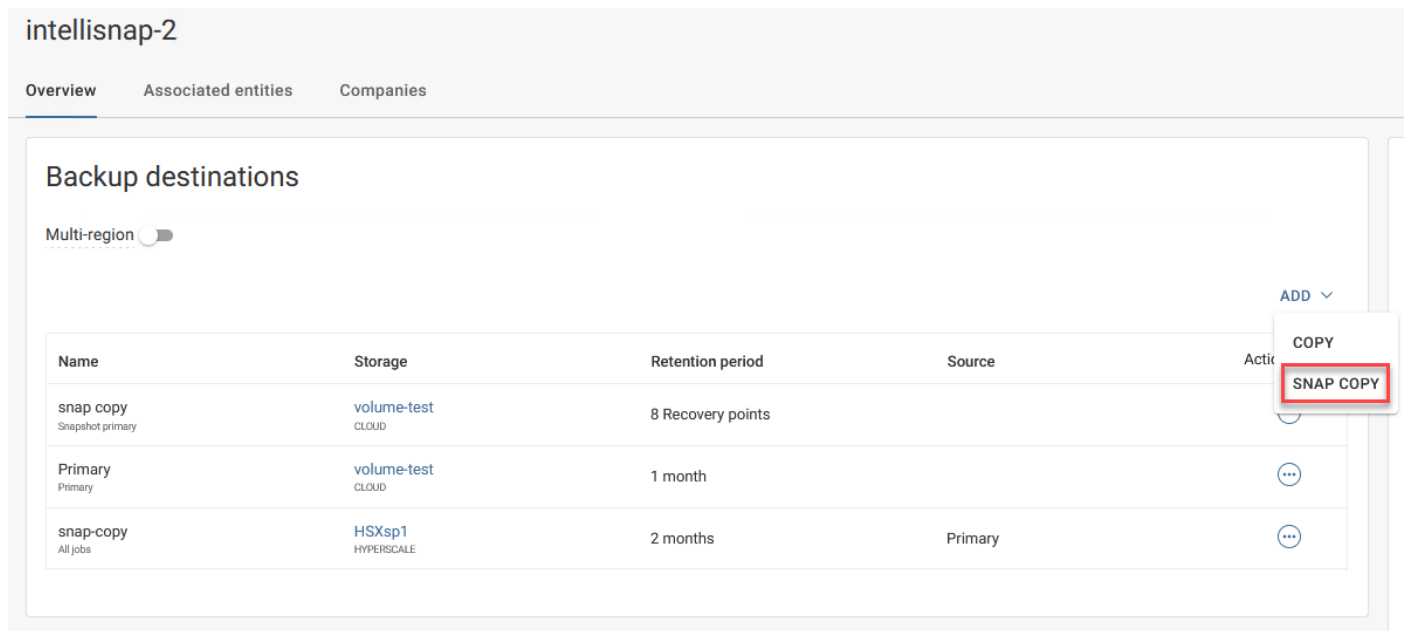 intellisnap-2
Overview Associated entities Companies
Backup destinations
Multi-region
ADD
COPY
SNAP COPY
Name Storage Retention period Source Actio
snap copy volume-test 8 Recovery points
Snapshot primary CLOUD
Primary volume-test 1 month
Primary CLOUD
snap-copy HSXsp1 2 months Primary
All jobs HYPERSCALE